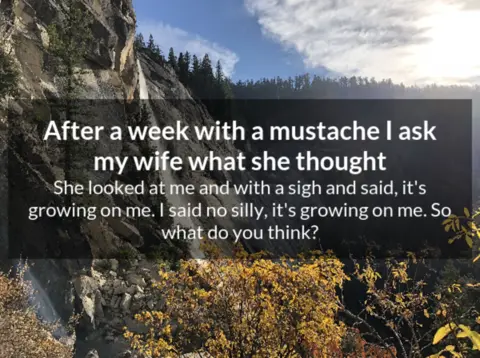 After a week with a mustache I ask
my wife what she thought
She looked at me and with a sigh and said, it's
growing on me. I said no silly, it's growing on me. So
what do you think?